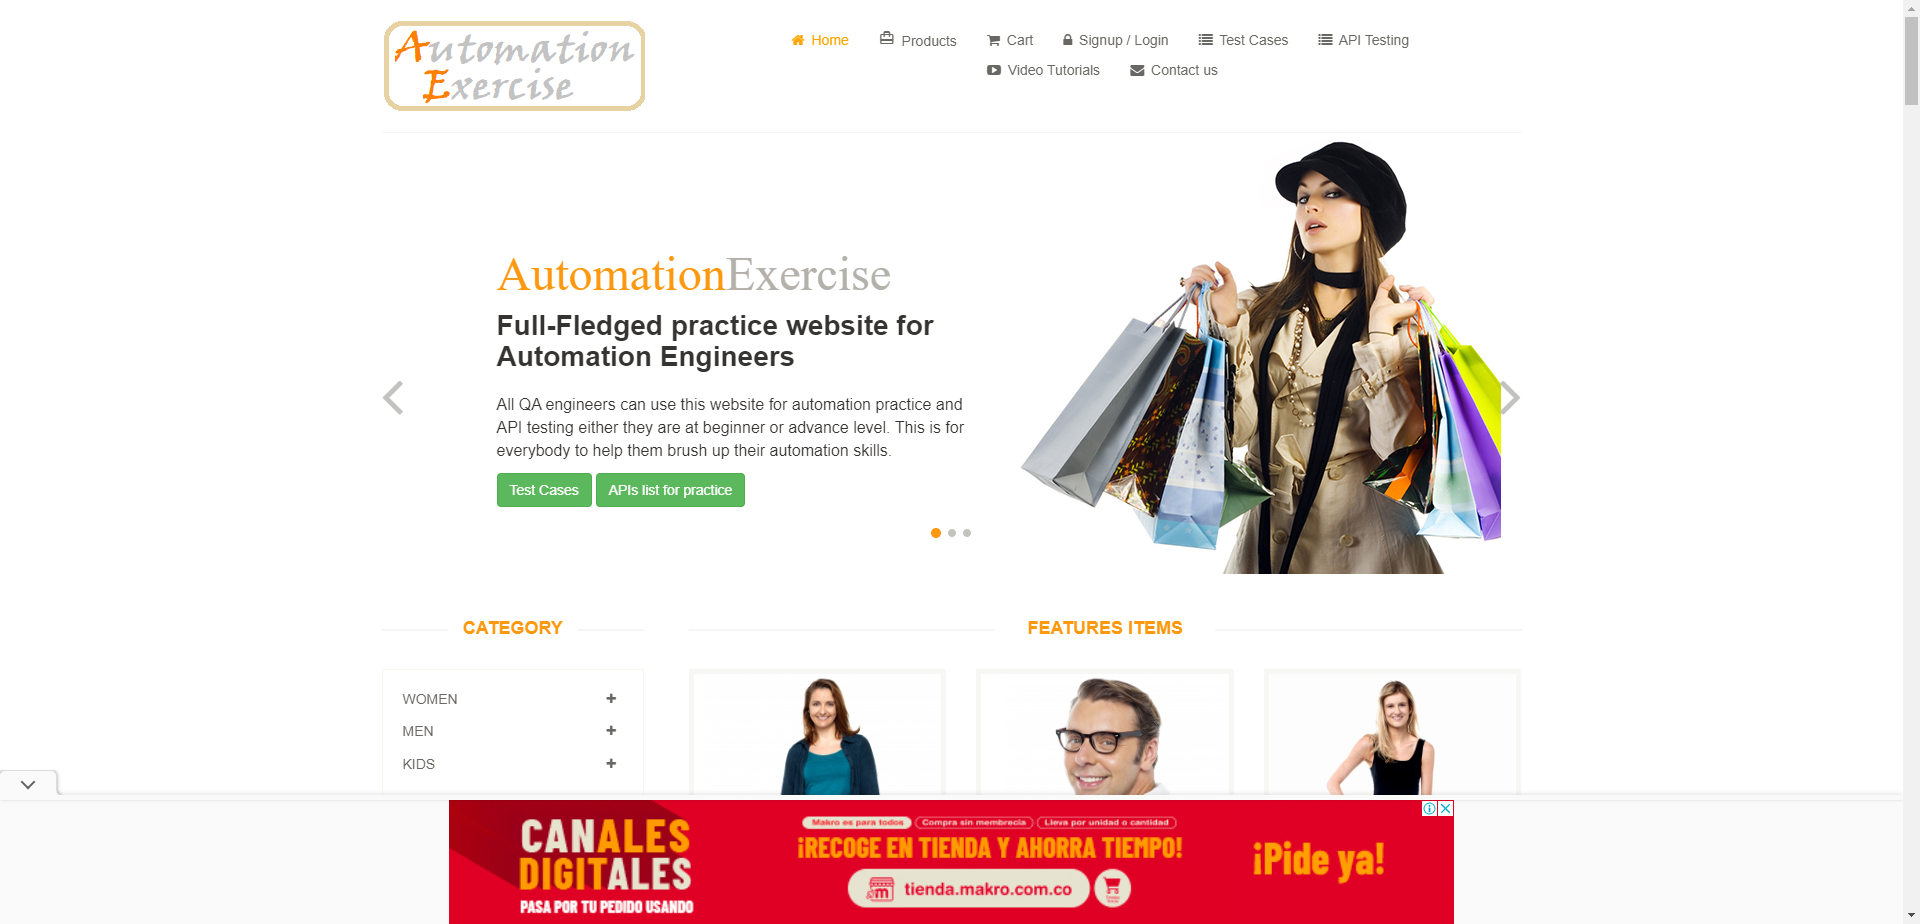 Automation
Exercise
Home
Products
Cart
Signup / Login
Test Cases
API Testing
Video Tutorials
Contact us
AutomationExercise
Full-Fledged practice website for
Automation Engineers
All QA engineers can use this website for automation practice and
API testing either they are at beginner or advance level. This is for
everybody to help them brush up their automation skills.
Test Cases
APIs list for practice
CATEGORY
FEATURES ITEMS
WOMEN
MEN
KIDS
CANALES
DIGITALES
PASA POR TU PEDIDO USANDO
Makro es para todos
Compra sin membrecía
Lleva por unidad o cantidad
¡RECOGE EN TIENDA Y AHORRA TIEMPO!
m
tienda.makro.com.co
¡Pide ya!